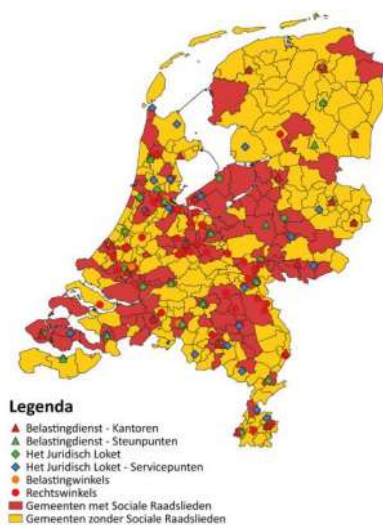 Legenda
Belastingdienst - Kantoren
Belastingdienst - Steunpunten
Het Juridisch Loket
Het Juridisch Loket - Servicepunten
Belastingwinkels
Rechtswinkels
Gemeenten met Sociale Raadslieden
Gemeenten zonder Sociale Raadslieden